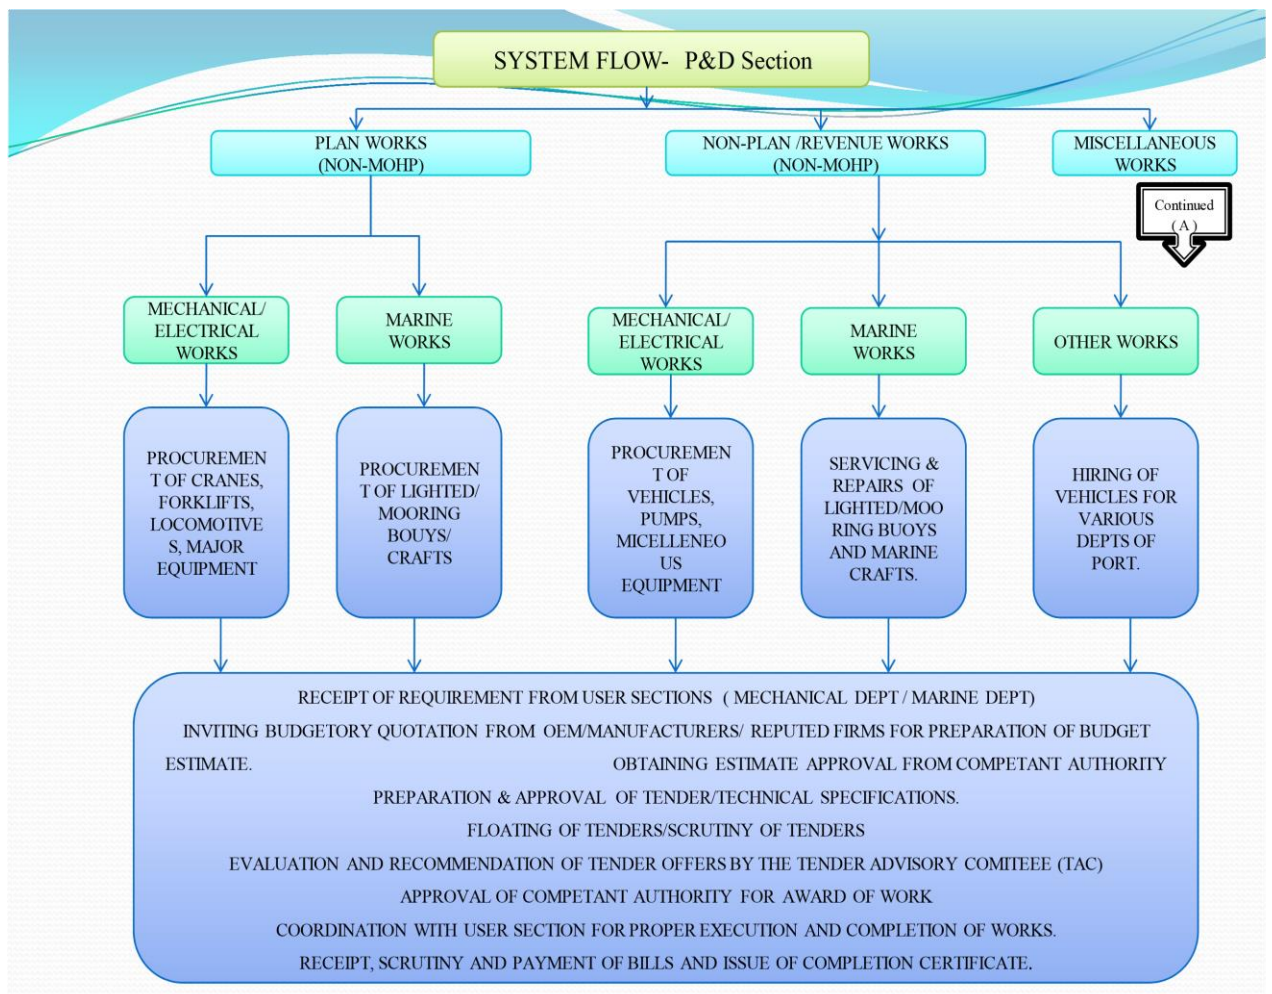 SYSTEM FLOW- P&D Section
PLAN WORKS
(NON-MOHP)
NON-PLAN /REVENUE WORKS
(NON-MOHP)
MISCELLANEOUS
WORKS
Continued
( A )
MECHANICAL/
ELECTRICAL
WORKS
MARINE
WORKS
MECHANICAL/
ELECTRICAL
WORKS
MARINE
WORKS
OTHER WORKS
PROCUREMEN
T OF CRANES,
FORKLIFTS,
LOCOMOTIVE
S, MAJOR
EQUIPMENT
PROCUREMEN
T OF LIGHTED/
MOORING
BOUYS/
CRAFTS
PROCUREMEN
T OF
VEHICLES,
PUMPS,
MICELLENEO
US
EQUIPMENT
SERVICING &
REPAIRS OF
LIGHTED/MOO
RING BUOYS
AND MARINE
CRAFTS.
HIRING OF
VEHICLES FOR
VARIOUS
DEPTS OF
PORT.
RECEIPT OF REQUIREMENT FROM USER SECTIONS ( MECHANICAL DEPT / MARINE DEPT)
INVITING BUDGETORY QUOTATION FROM OEM/MANUFACTURERS/ REPUTED FIRMS FOR PREPARATION OF BUDGET
ESTIMATE. OBTAINING ESTIMATE APPROVAL FROM COMPETANT AUTHORITY
PREPARATION & APPROVAL OF TENDER/TECHNICAL SPECIFICATIONS.
FLOATING OF TENDERS/SCRUTINY OF TENDERS
EVALUATION AND RECOMMENDATION OF TENDER OFFERS BY THE TENDER ADVISORY COMITEEE (TAC)
APPROVAL OF COMPETANT AUTHORITY FOR AWARD OF WORK
COORDINATION WITH USER SECTION FOR PROPER EXECUTION AND COMPLETION OF WORKS.
RECEIPT, SCRUTINY AND PAYMENT OF BILLS AND ISSUE OF COMPLETION CERTIFICATE.